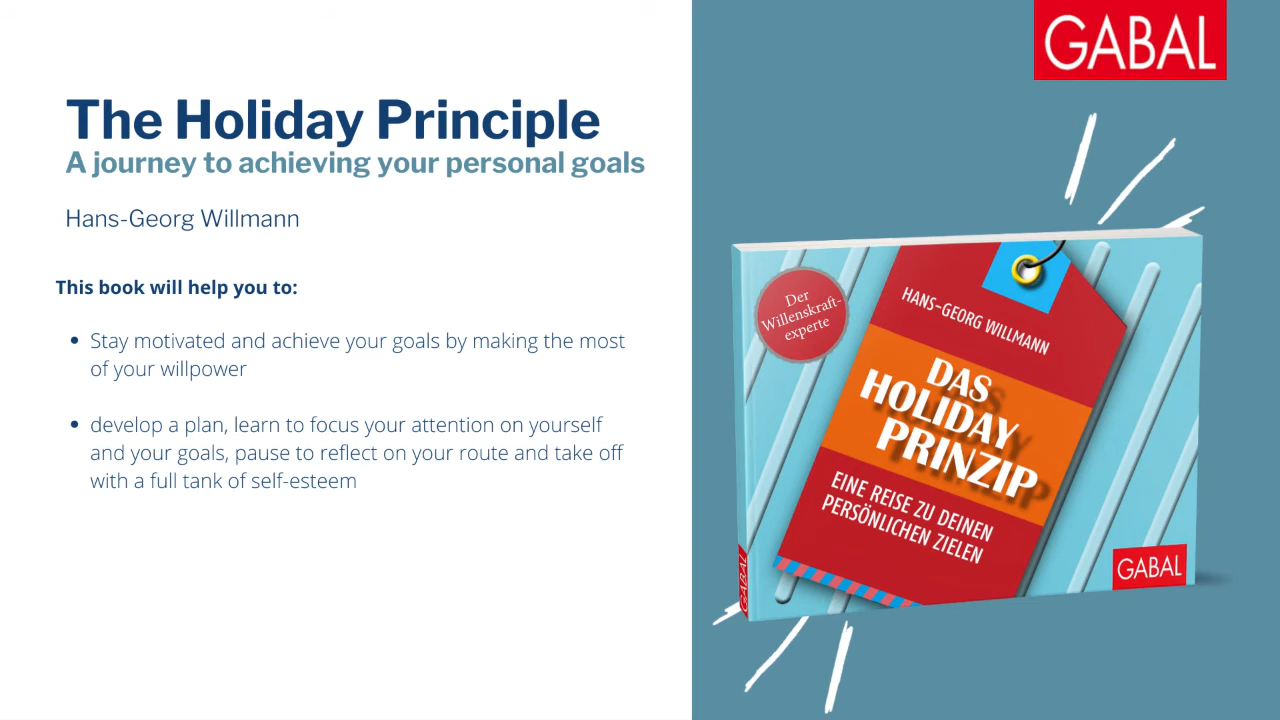 The Holiday Principle
A journey to achieving your personal goals
Hans-Georg Willmann
This book will help you to:
• Stay motivated and achieve your goals by making the most
of your willpower
• develop a plan, learn to focus your attention on yourself
and your goals, pause to reflect on your route and take off
with a full tank of self-esteem
GABAL
Der
Willenskraft-
experte
HANS-GEORG WILLMANN
DAS
HOLIDAY
PRINZIP
EINE REISE ZU DEINEN
PERSÖNLICHEN ZIELEN
GABAL
GABAL